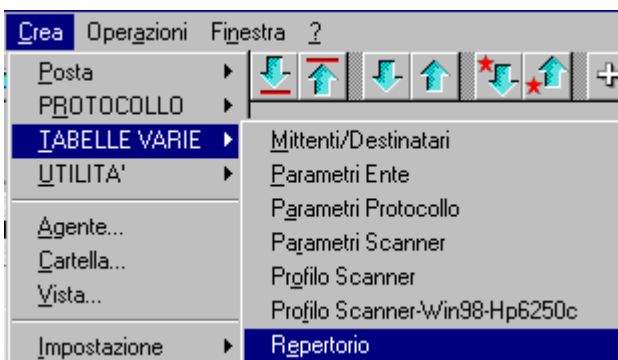 Crea Operazioni Finestra ?
Posta
PROTOCOLLO
TABELLE VARIE
UTILITA'
Agente...
Cartella...
Vista...
Impostazione
Mittenti/Destinatari
Parametri Ente
Parametri Protocollo
Parametri Scanner
Profilo Scanner
Profilo Scanner-Win98-Hp6250c
Repertorio